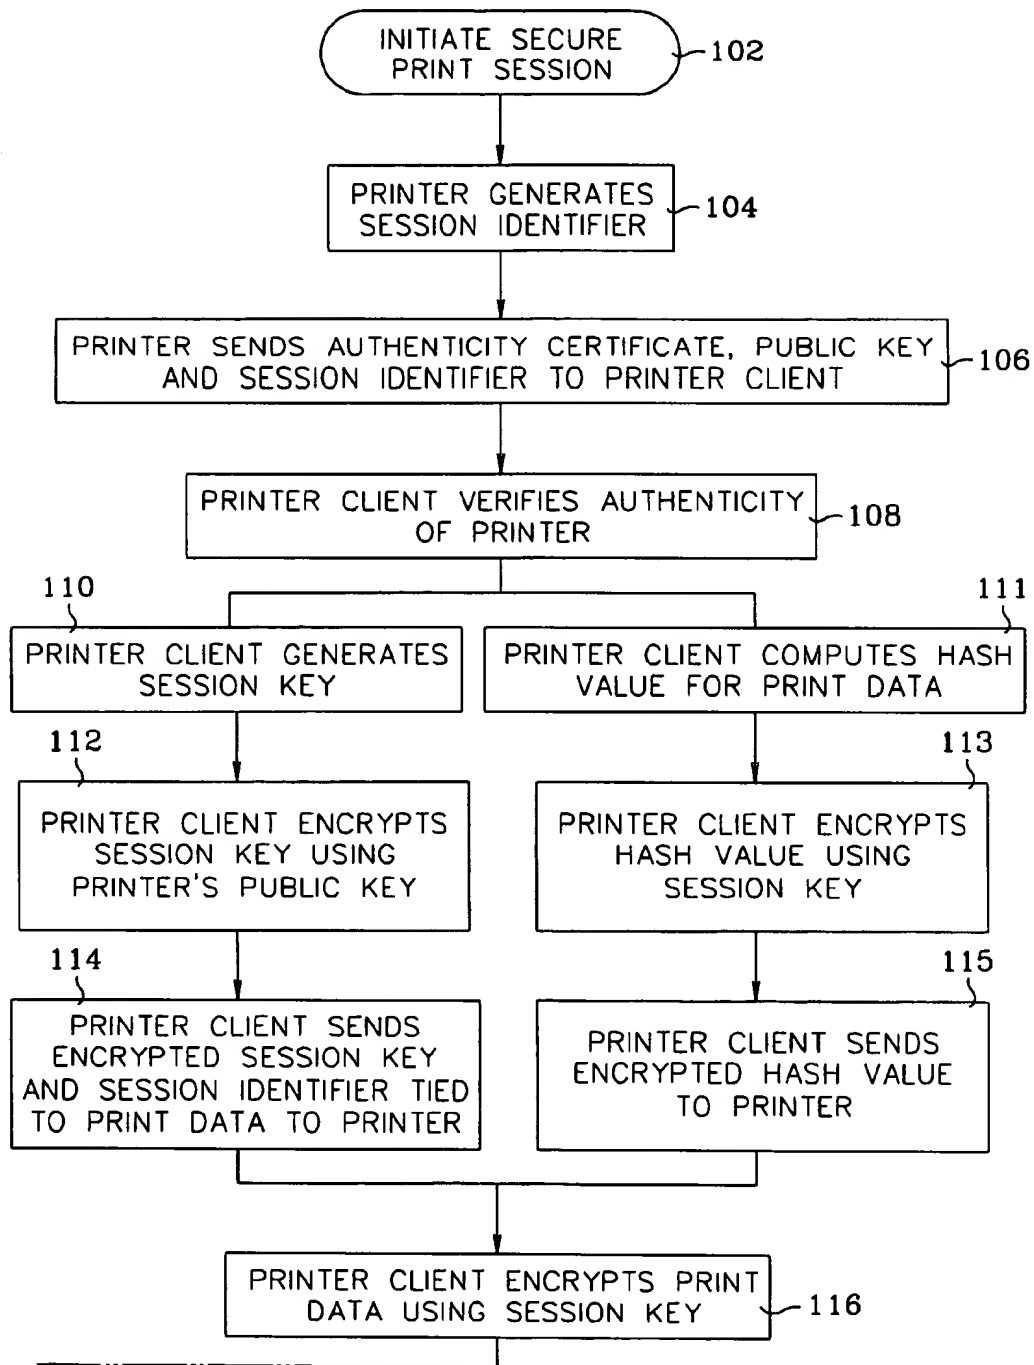 INITIATE SECURE
PRINT SESSION
102
PRINTER GENERATES
SESSION IDENTIFIER
104
PRINTER SENDS AUTHENTICITY CERTIFICATE, PUBLIC KEY
AND SESSION IDENTIFIER TO PRINTER CLIENT
106
PRINTER CLIENT VERIFIES AUTHENTICITY
OF PRINTER
108
110
PRINTER CLIENT GENERATES
SESSION KEY
111
PRINTER CLIENT COMPUTES HASH
VALUE FOR PRINT DATA
112
PRINTER CLIENT ENCRYPTS
SESSION KEY USING
PRINTER'S PUBLIC KEY
113
PRINTER CLIENT ENCRYPTS
HASH VALUE USING
SESSION KEY
114
PRINTER CLIENT SENDS
ENCRYPTED SESSION KEY
AND SESSION IDENTIFIER TIED
TO PRINT DATA TO PRINTER
115
PRINTER CLIENT SENDS
ENCRYPTED HASH VALUE
TO PRINTER
PRINTER CLIENT ENCRYPTS PRINT
DATA USING SESSION KEY
116